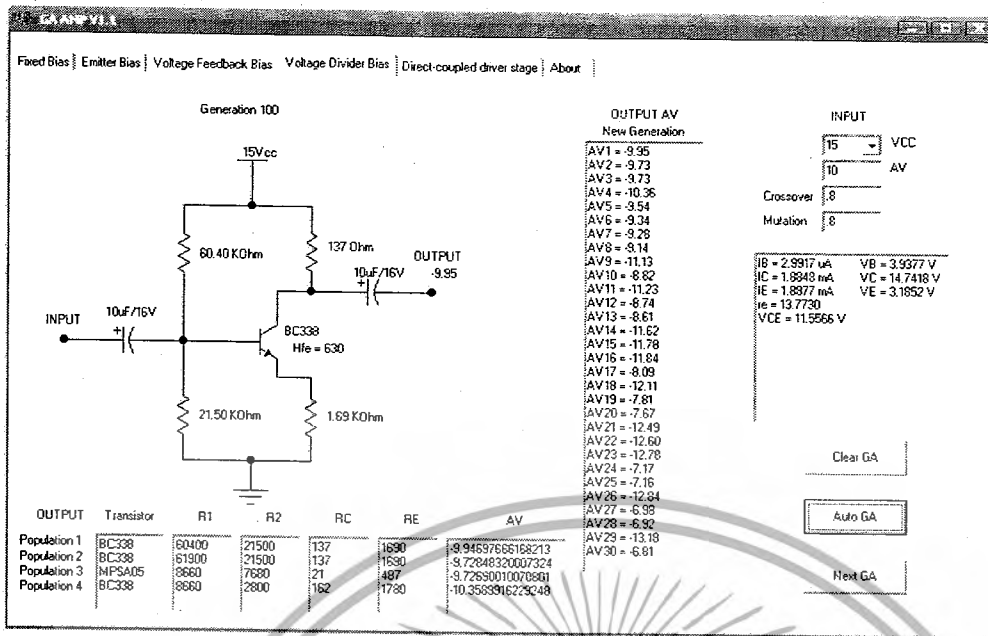 GA AMP V1.1
Fixed Bias Emitter Bias Voltage Feedback Bias Voltage Divider Bias Direct-coupled driver stage About
Generation 100
15Vcc
60.40 KOhm
137 Ohm
10uF/16V
OUTPUT
-9.95
INPUT
10uF/16V
BC338
Hfe = 630
21.50 KOhm
1.69 KOhm
OUTPUT AV
New Generation
AV1 = -9.95
AV2 = -9.73
AV3 = -9.73
AV4 = -10.36
AV5 = -9.54
AV6 = -9.34
AV7 = -9.28
AV8 = -9.14
AV9 = -11.13
AV10 = -8.82
AV11 = -11.23
AV12 = -8.74
AV13 = -8.61
AV14 = -11.62
AV15 = -11.78
AV16 = -11.84
AV17 = -8.09
AV18 = -12.11
AV19 = -7.81
AV20 = -7.67
AV21 = -12.49
AV22 = -12.60
AV23 = -12.78
AV24 = -7.17
AV25 = -7.16
AV26 = -12.84
AV27 = -6.98
AV28 = -6.92
AV29 = -13.18
AV30 = -6.81
INPUT
15 VCC
10 AV
Crossover .8
Mutation .8
IB = 2.9917 uA VB = 3.9377 V
IC = 1.8848 mA VC = 14.7418 V
IE = 1.8877 mA VE = 3.1852 V
re = 13.7730
VCE = 11.5566 V
Clear GA
Auto GA
Next GA
OUTPUT Transistor R1 R2 RC RE AV
Population 1 BC338 60400 21500 137 1690 -9.94697666168213
Population 2 BC338 61900 21500 137 1690 -9.72848320007324
Population 3 MPSA05 8660 7680 21 487 -9.72690010070801
Population 4 BC338 8660 2800 162 1780 -10.3583916229248